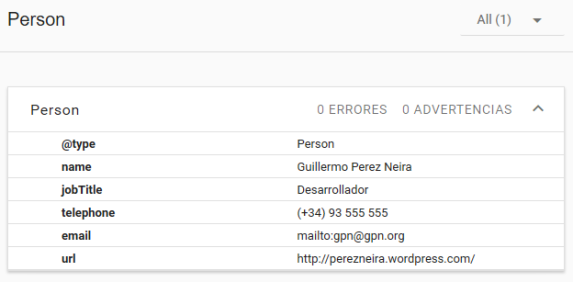 Person All (1)
Person 0 ERRORES 0 ADVERTENCIAS
@type Person
name Guillermo Perez Neira
jobTitle Desarrollador
telephone (+34) 93 555 555
email mailto:gpn@gpn.org
url http://perezneira.wordpress.com/